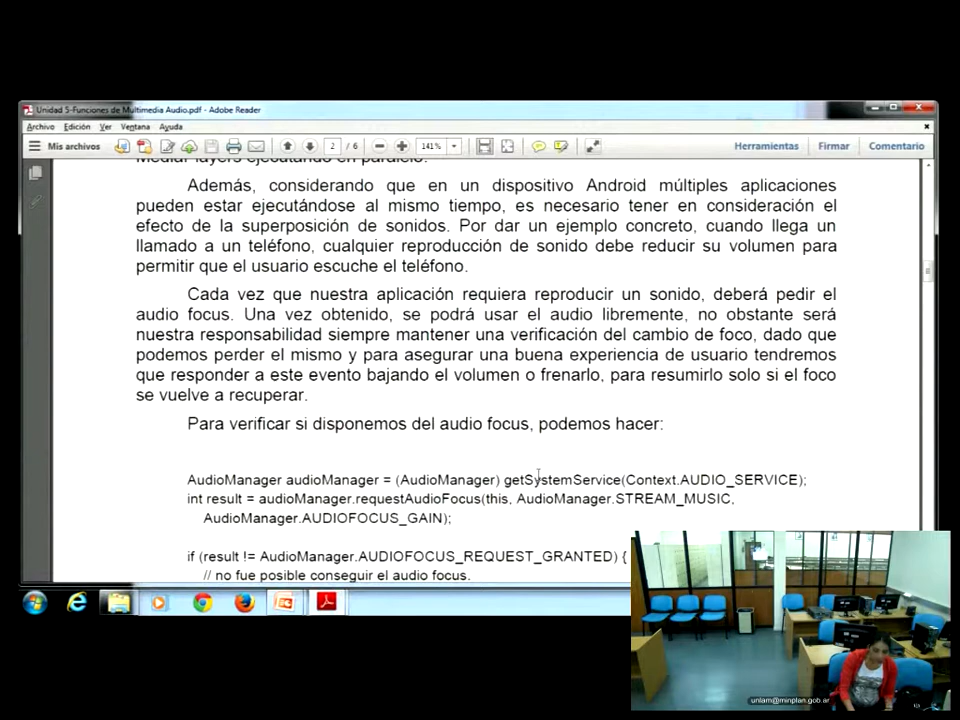 Unidad 5-Funciones de Multimedia Audio.pdf - Adobe Reader
Archivo Edición Ver Ventana Ayuda
Mis archivos 2 / 6 141% Herramientas Firmar Comentario
Media Players ejecutando en paralelo.
Además, considerando que en un dispositivo Android múltiples aplicaciones
pueden estar ejecutándose al mismo tiempo, es necesario tener en consideración el
efecto de la superposición de sonidos. Por dar un ejemplo concreto, cuando llega un
llamado a un teléfono, cualquier reproducción de sonido debe reducir su volumen para
permitir que el usuario escuche el teléfono.
Cada vez que nuestra aplicación requiera reproducir un sonido, deberá pedir el
audio focus. Una vez obtenido, se podrá usar el audio libremente, no obstante será
nuestra responsabilidad siempre mantener una verificación del cambio de foco, dado que
podemos perder el mismo y para asegurar una buena experiencia de usuario tendremos
que responder a este evento bajando el volumen o frenarlo, para resumirlo solo si el foco
se vuelve a recuperar.
Para verificar si disponemos del audio focus, podemos hacer:
AudioManager audioManager = (AudioManager) getSystemService(Context.AUDIO_SERVICE);
int result = audioManager.requestAudioFocus(this, AudioManager.STREAM_MUSIC,
AudioManager.AUDIOFOCUS_GAIN);
if (result != AudioManager.AUDIOFOCUS_REQUEST_GRANTED) {
// no fue posible conseguir el audio focus.
unlam@minplan.gob.ar